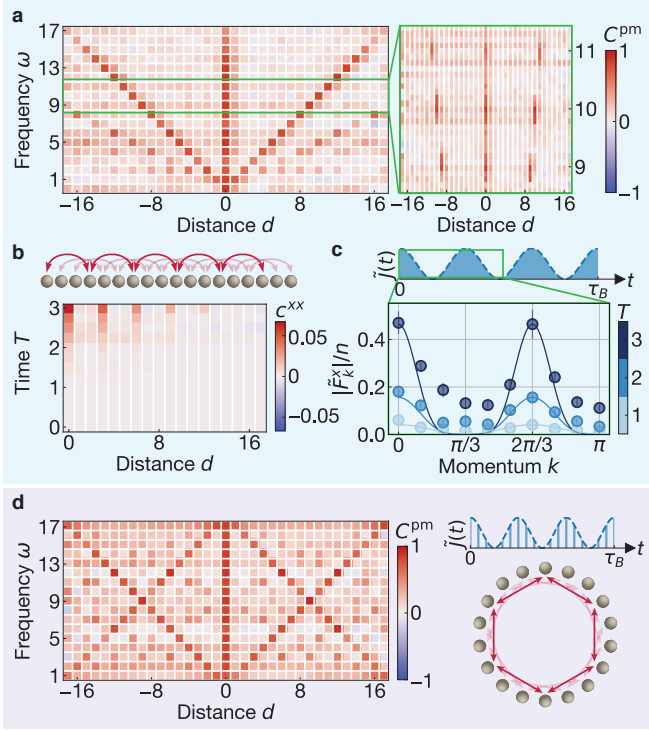 a
17
13
9
5
1
Frequency ω
−16
−8
0
8
16
Distance d
11
10
9
−16
−8
0
8
16
Distance d
C^pm
1
0
−1
b
3
2
1
0
Time T
0
8
16
Distance d
C^xx
0.05
0
−0.05
c
J̃(t)
0
τ_B
t
0.4
0.2
0.0
|F̃^x_k|/n
0
π/3
2π/3
π
Momentum k
T
3
2
1
d
17
13
9
5
1
Frequency ω
−16
−8
0
8
16
Distance d
C^pm
1
0
−1
J̃(t)
0
τ_B
t